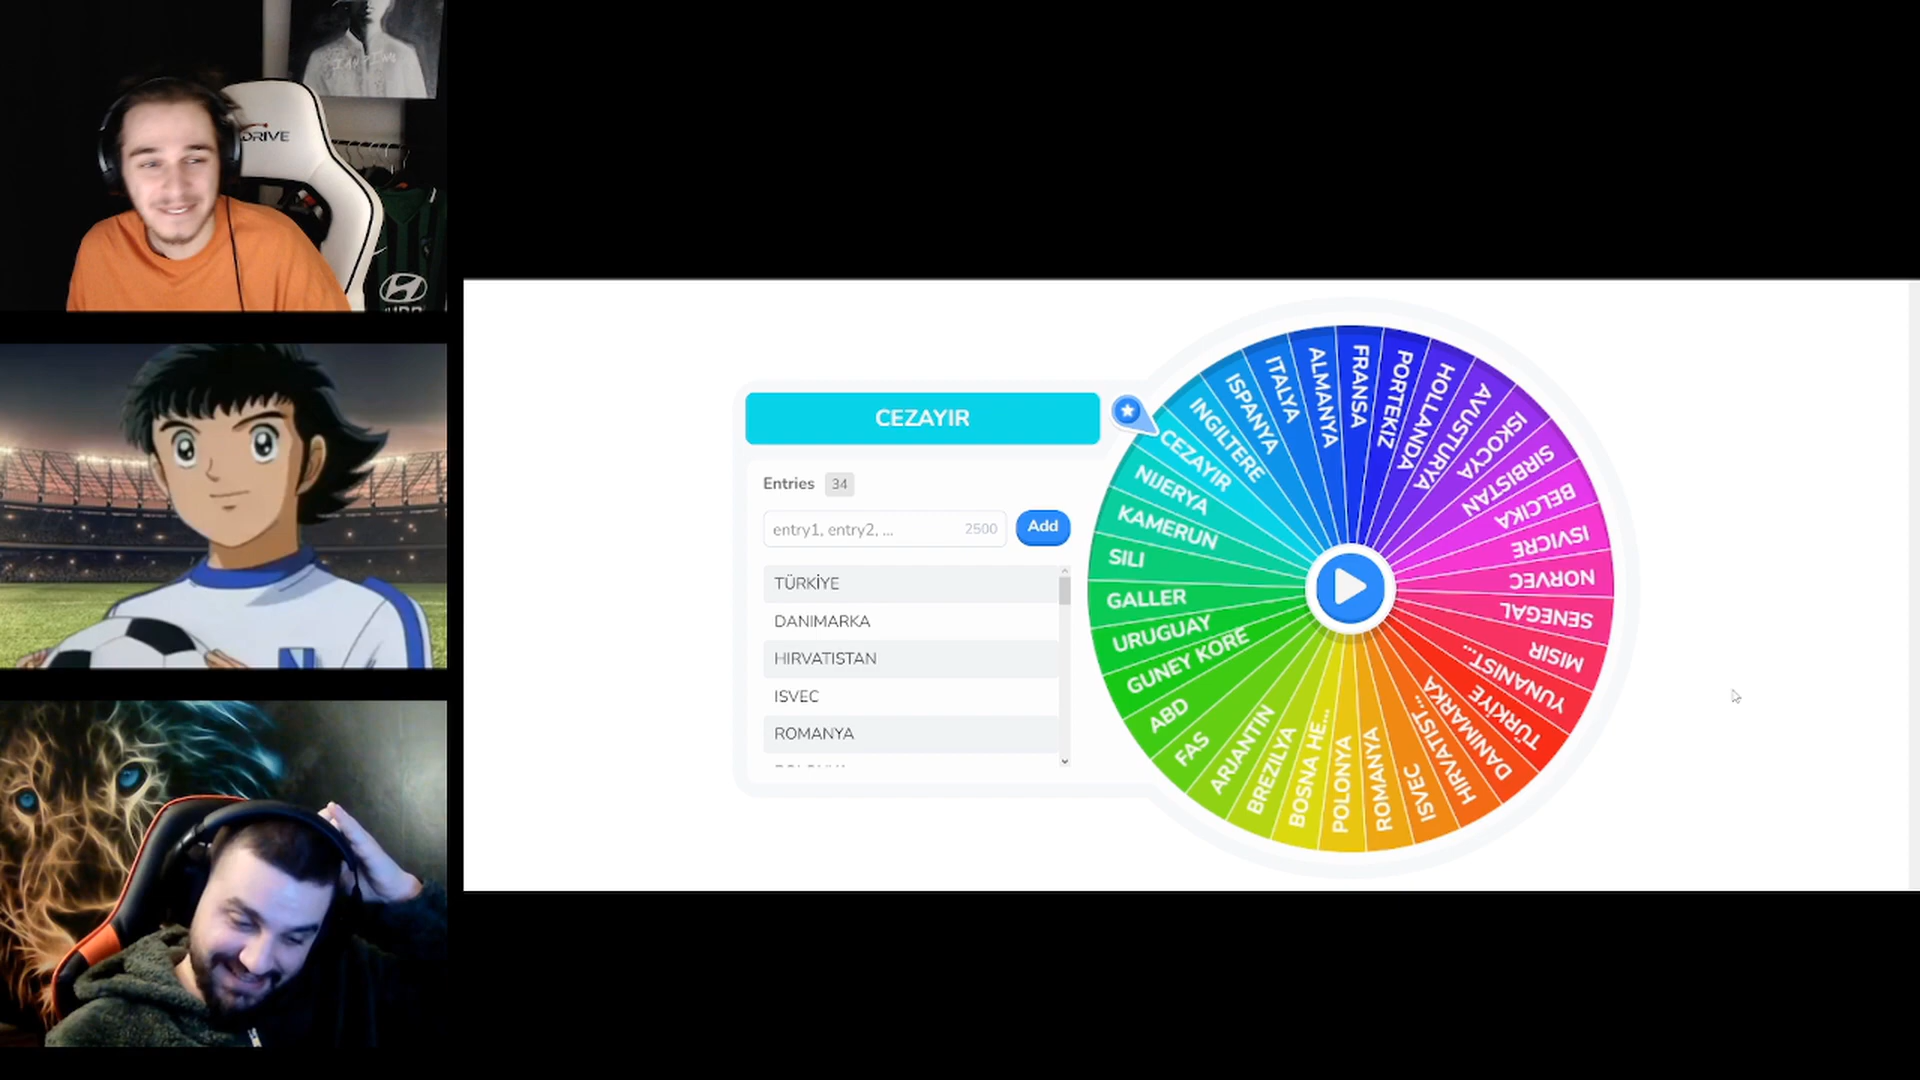 DRIVE
CEZAYIR
Entries 34
entry1, entry2, ... 2500
Add
TÜRKİYE
DANIMARKA
HIRVATISTAN
ISVEC
ROMANYA
FRANSA
PORTEKIZ
HOLLANDA
AVUSTURYA
ISKOCYA
SIRBISTAN
BELCIKA
ISVICRE
NORVEC
SENEGAL
MISIR
YUNANIST...
TÜRKİYE
DANIMARKA
HIRVATIST...
ISVEC
ROMANYA
POLONYA
BOSNA HE...
BREZILYA
ARJANTIN
FAS
ABD
GUNEY KORE
URUGUAY
GALLER
SILI
KAMERUN
NIJERYA
CEZAYIR
INGILTERE
ISPANYA
ITALYA
ALMANYA